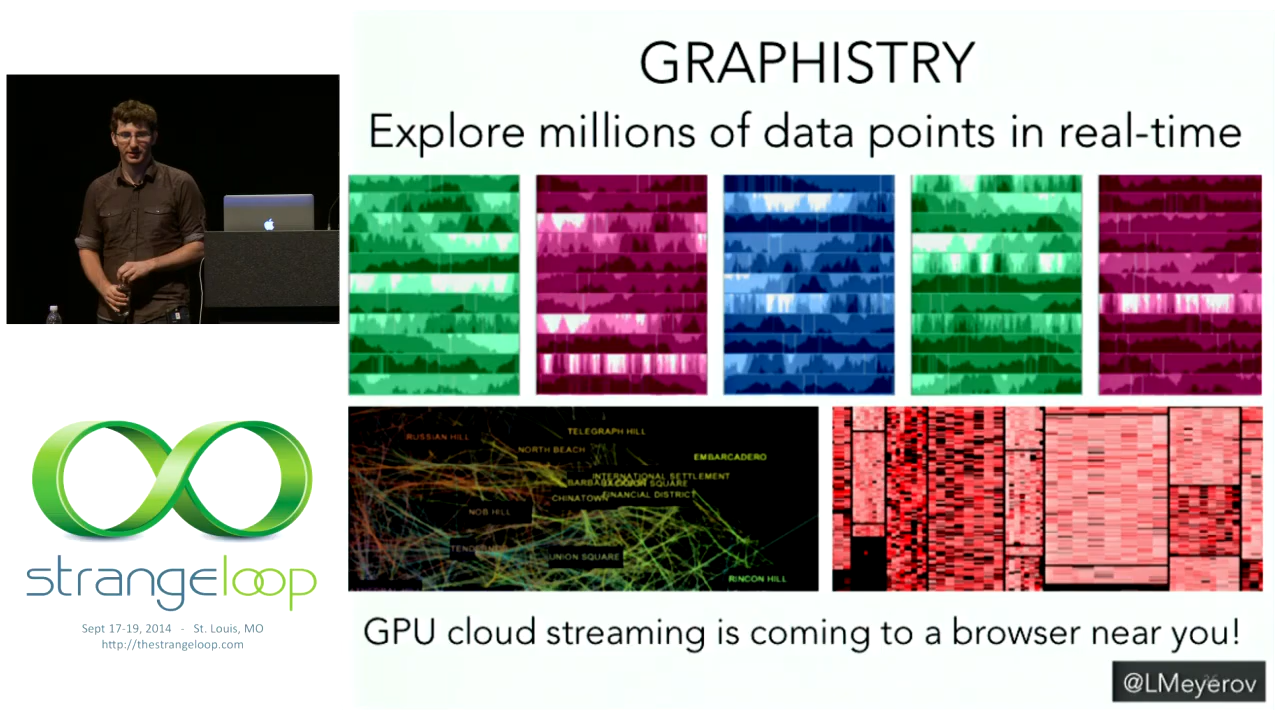 GRAPHISTRY
Explore millions of data points in real-time
RUSSIAN HILL
TELEGRAPH HILL
NORTH BEACH
EMBARCADERO
INTERNATIONAL SETTLEMENT
SQUARE
FINANCIAL DISTRICT
CHINATOWN
NOB HILL
UNION SQUARE
RINCON HILL
GPU cloud streaming is coming to a browser near you!
@LMeyerov
strangeloop
Sept 17-19, 2014 - St. Louis, MO
http://thestrangeloop.com